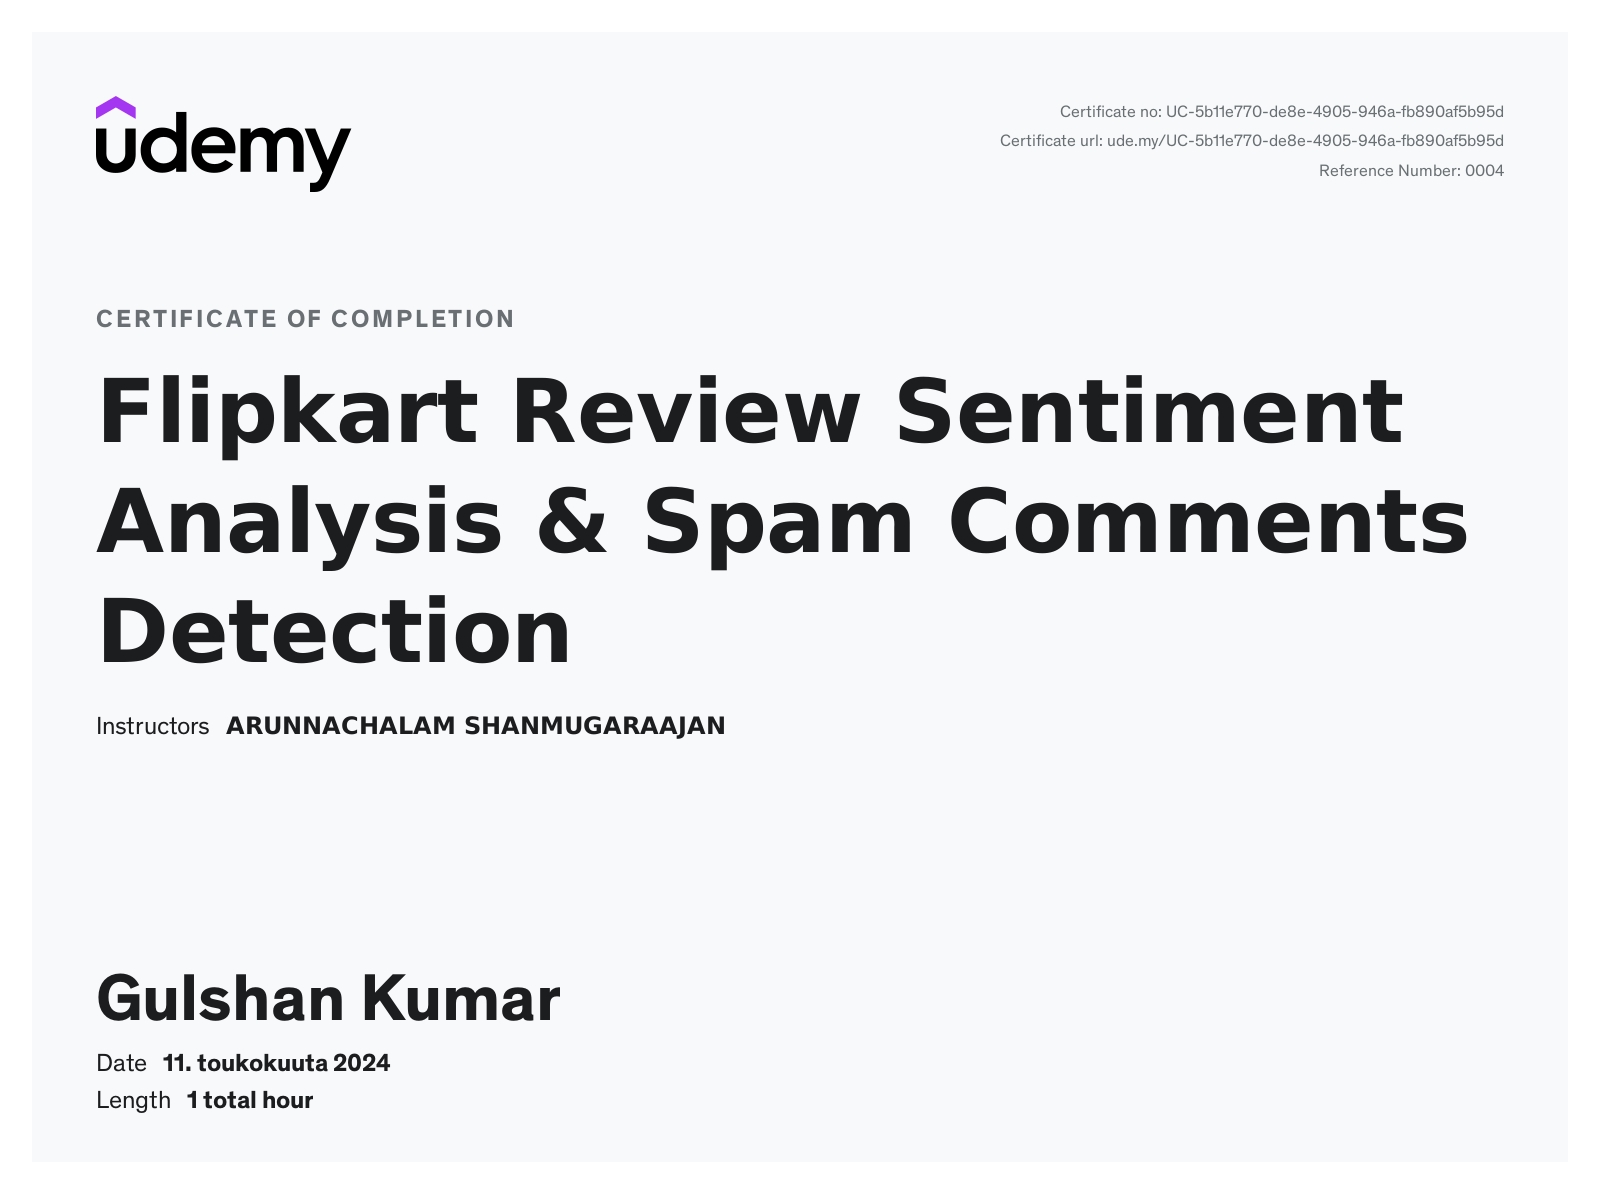 udemy
Certificate no: UC-5b11e770-de8e-4905-946a-fb890af5b95d
Certificate url: ude.my/UC-5b11e770-de8e-4905-946a-fb890af5b95d
Reference Number: 0004
CERTIFICATE OF COMPLETION
Flipkart Review Sentiment
Analysis & Spam Comments
Detection
Instructors ARUNNACHALAM SHANMUGARAAJAN
Gulshan Kumar
Date 11. toukokuuta 2024
Length 1 total hour